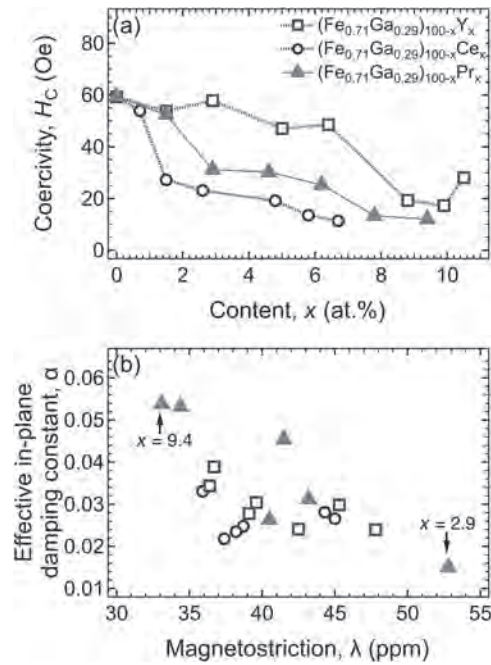 (a)
(Fe0.71Ga0.29)100-xYx
(Fe0.71Ga0.29)100-xCex
(Fe0.71Ga0.29)100-xPrx
Coercivity, HC (Oe)
80
60
40
20
0
0 2 4 6 8 10
Content, x (at.%)
(b)
Effective in-plane
damping constant, α
0.06
0.05
0.04
0.03
0.02
0.01
x = 9.4
x = 2.9
30 35 40 45 50 55
Magnetostriction, λ (ppm)